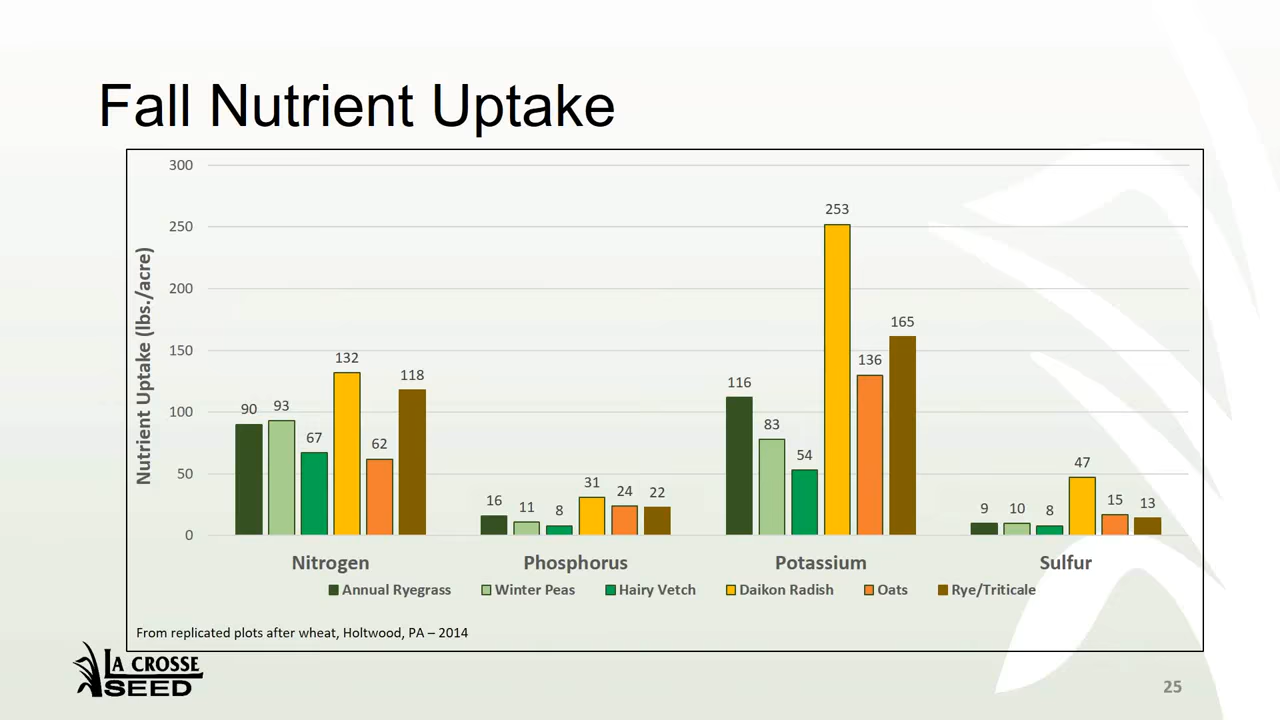 Fall Nutrient Uptake
300
250
200
150
100
50
0
Nutrient Uptake (lbs./acre)
90 93 67 132 62 118
16 11 8 31 24 22
116 83 54 253 136 165
9 10 8 47 15 13
Nitrogen Phosphorus Potassium Sulfur
Annual Ryegrass Winter Peas Hairy Vetch Daikon Radish Oats Rye/Triticale
From replicated plots after wheat, Holtwood, PA – 2014
LA CROSSE
SEED
25